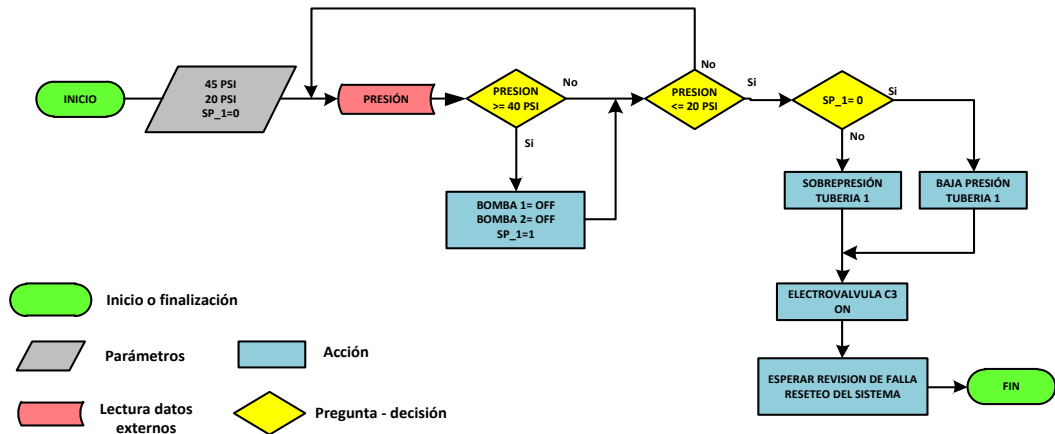 INICIO
45 PSI
20 PSI
SP_1=0
PRESIÓN
PRESION
>= 40 PSI
No
Si
BOMBA 1= OFF
BOMBA 2= OFF
SP_1=1
PRESION
<= 20 PSI
No
Si
SP_1= 0
Si
No
SOBREPRESIÓN
TUBERIA 1
BAJA PRESIÓN
TUBERIA 1
ELECTROVALVULA C3
ON
ESPERAR REVISION DE FALLA
RESETEO DEL SISTEMA
FIN
Inicio o finalización
Parámetros
Acción
Lectura datos
externos
Pregunta - decisión